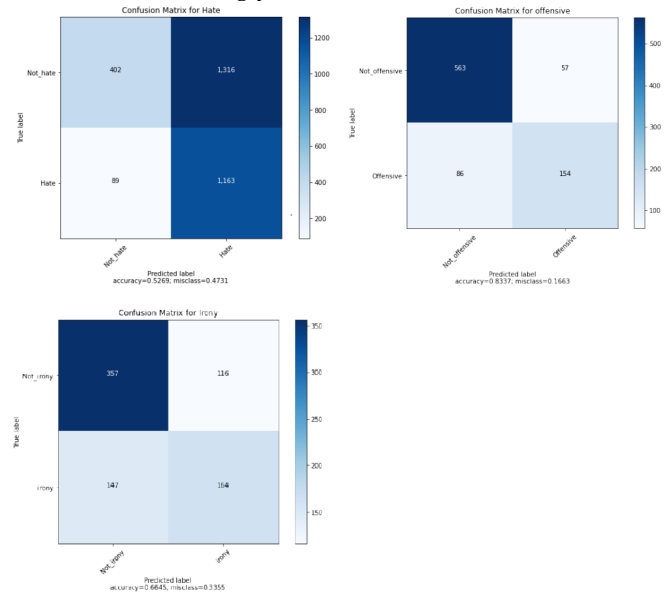 Confusion Matrix for Hate
True label
Not_hate
Hate
402
1,316
89
1,163
1200
1000
800
600
400
200
Not_hate
Hate
Predicted label
accuracy=0.5269; misclass=0.4731
Confusion Matrix for offensive
True label
Not_offensive
Offensive
563
57
86
154
500
400
300
200
100
Not_offensive
Offensive
Predicted label
accuracy=0.8337; misclass=0.1663
Confusion Matrix for Irony
True label
Not_irony
irony
357
116
147
164
350
300
250
200
150
Not_irony
irony
Predicted label
accuracy=0.6645; misclass=0.3355